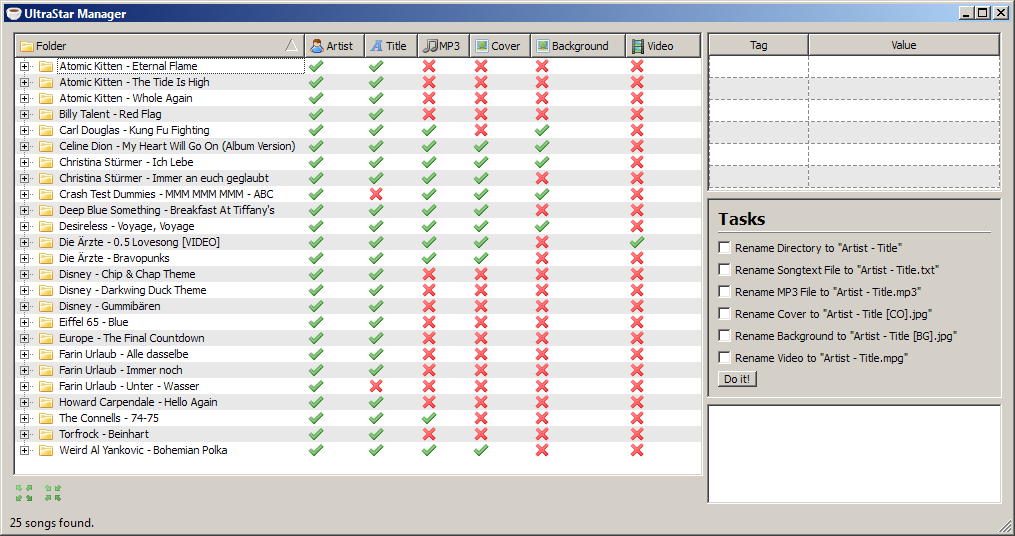 UltraStar Manager
Folder Artist Title MP3 Cover Background Video
Atomic Kitten - Eternal Flame
Atomic Kitten - The Tide Is High
Atomic Kitten - Whole Again
Billy Talent - Red Flag
Carl Douglas - Kung Fu Fighting
Celine Dion - My Heart Will Go On (Album Version)
Christina Stürmer - Ich Lebe
Christina Stürmer - Immer an euch geglaubt
Crash Test Dummies - MMM MMM MMM - ABC
Deep Blue Something - Breakfast At Tiffany's
Desireless - Voyage, Voyage
Die Ärzte - 0.5 Lovesong [VIDEO]
Die Ärzte - Bravopunks
Disney - Chip & Chap Theme
Disney - Darkwing Duck Theme
Disney - Gummibären
Eiffel 65 - Blue
Europe - The Final Countdown
Farin Urlaub - Alle dasselbe
Farin Urlaub - Immer noch
Farin Urlaub - Unter - Wasser
Howard Carpendale - Hello Again
The Connells - 74-75
Torfrock - Beinhart
Weird Al Yankovic - Bohemian Polka
25 songs found.
Tag Value
Tasks
Rename Directory to "Artist - Title"
Rename Songtext File to "Artist - Title.txt"
Rename MP3 File to "Artist - Title.mp3"
Rename Cover to "Artist - Title [CO].jpg"
Rename Background to "Artist - Title [BG].jpg"
Rename Video to "Artist - Title.mpg"
Do it!